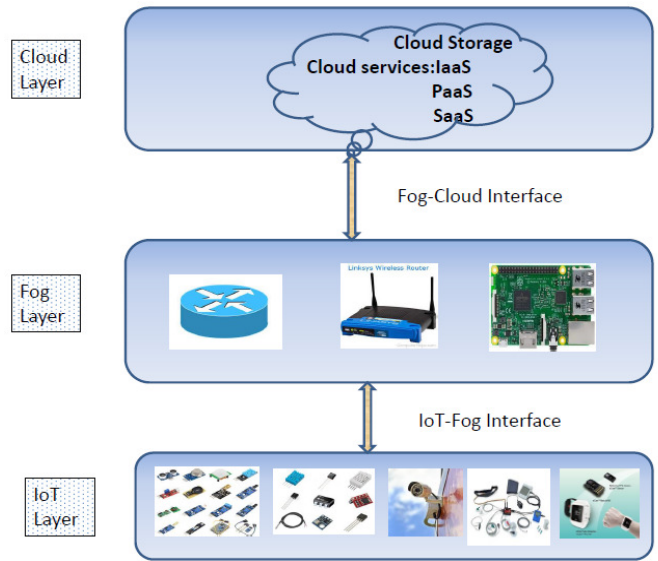 Cloud
Layer
Cloud Storage
Cloud services:IaaS
PaaS
SaaS
Fog-Cloud Interface
Fog
Layer
Linksys Wireless Router
IoT-Fog Interface
IoT
Layer